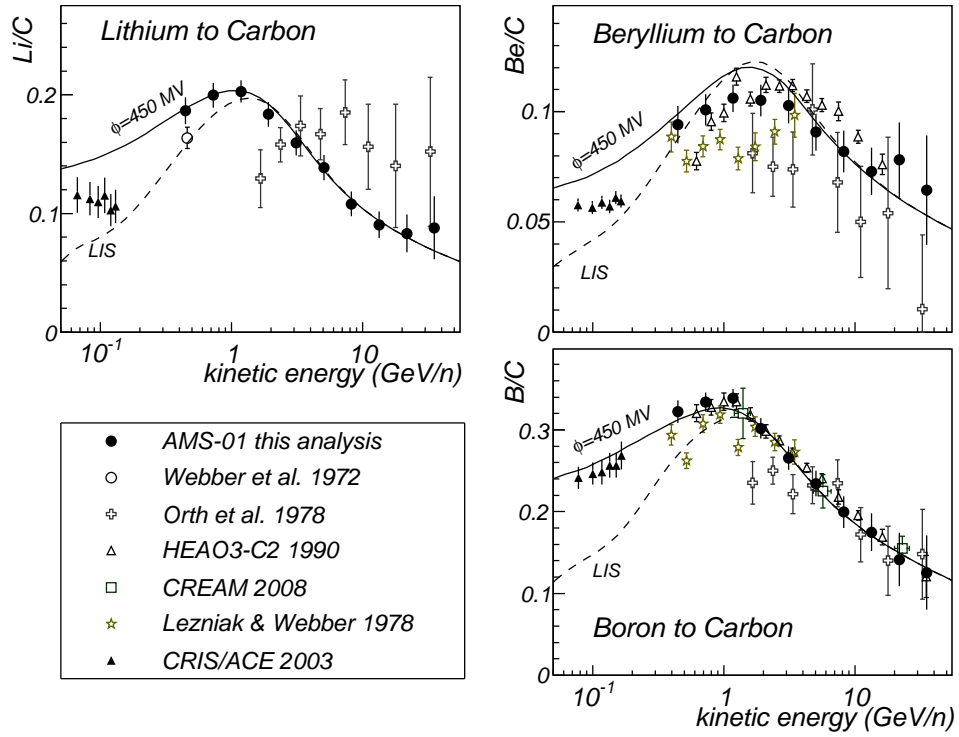 Li/C
Lithium to Carbon
0.2
0.1
0
ϕ=450 MV
LIS
10⁻¹
1
10
kinetic energy (GeV/n)
Be/C
Beryllium to Carbon
0.1
0.05
0
ϕ=450 MV
LIS
B/C
0.3
0.2
0.1
0
ϕ=450 MV
LIS
Boron to Carbon
10⁻¹
1
10
kinetic energy (GeV/n)
AMS-01 this analysis
Webber et al. 1972
Orth et al. 1978
HEAO3-C2 1990
CREAM 2008
Lezniak & Webber 1978
CRIS/ACE 2003